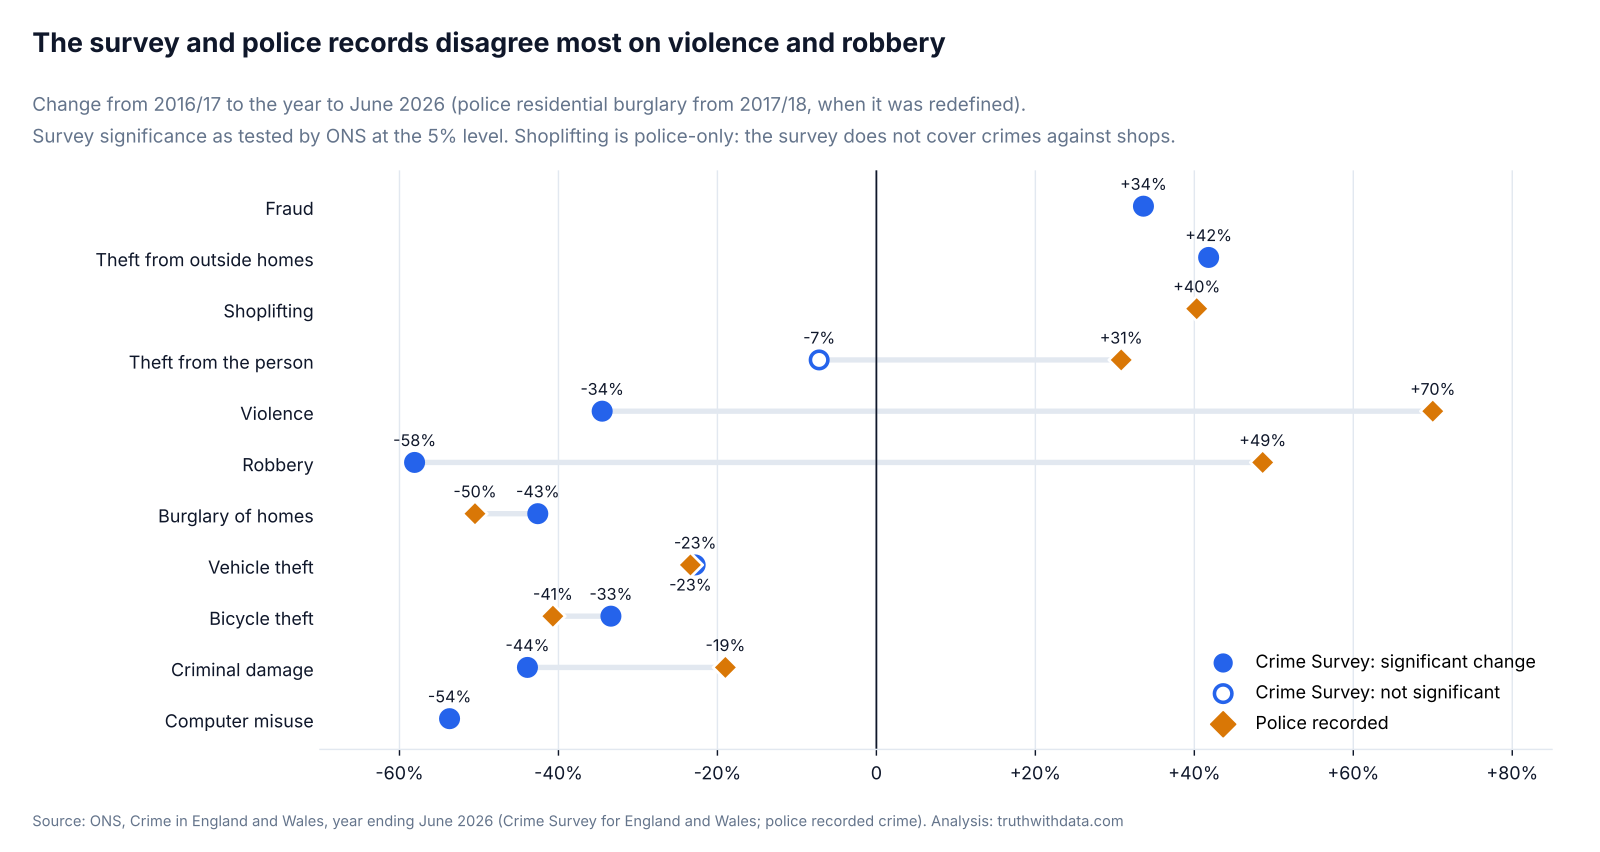 The survey and police records disagree most on violence and robbery
Change from 2016/17 to the year to June 2026 (police residential burglary from 2017/18, when it was redefined).
Survey significance as tested by ONS at the 5% level. Shoplifting is police-only: the survey does not cover crimes against shops.
+34%
Fraud
+42%
Theft from outside homes
+40%
Shoplifting
-7% +31%
Theft from the person
-34% +70%
Violence
-58% +49%
Robbery
-50% -43%
Burglary of homes
-23%
Vehicle theft
-23%
-41% -33%
Bicycle theft
-44% -19%
Criminal damage
-54%
Computer misuse
Crime Survey: significant change
Crime Survey: not significant
Police recorded
-60% -40% -20% 0 +20% +40% +60% +80%
Source: ONS, Crime in England and Wales, year ending June 2026 (Crime Survey for England and Wales; police recorded crime). Analysis: truthwithdata.com